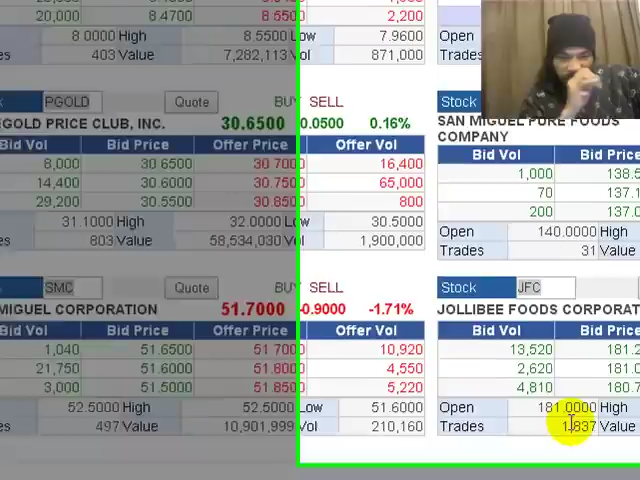 20,000 8.4700 8.5500 2,200
8.0000 High 8.5500 Low 7.9600 Open
403 Value 7,282,113 Vol 871,000 Trades
PGOLD Quote BUY SELL Stock
EGOLD PRICE CLUB, INC. 30.6500 0.0500 0.16% SAN MIGUEL PURE FOODS
COMPANY
Bid Vol Bid Price Offer Price Offer Vol Bid Vol Bid Price
8,000 30.6500 30.7000 16,400 1,000 138.5
14,400 30.6000 30.7500 65,000 70 137.1
29,200 30.5500 30.8500 800 200 137.0
31.1000 High 32.0000 Low 30.5000 Open 140.0000 High
es 803 Value 58,534,030 Vol 1,900,000 Trades 31 Value
SMC Quote BUY SELL Stock JFC
MIGUEL CORPORATION 51.7000 -0.9000 -1.71% JOLLIBEE FOODS CORPORAT
Bid Vol Bid Price Offer Price Offer Vol Bid Vol Bid Price
1,040 51.6500 51.7000 10,920 13,520 181.2
21,750 51.6000 51.8000 4,550 2,620 181.0
3,000 51.5000 51.8500 5,220 4,810 180.7
52.5000 High 52.5000 Low 51.6000 Open 181.0000 High
es 497 Value 10,901,999 Vol 210,160 Trades 1,837 Value